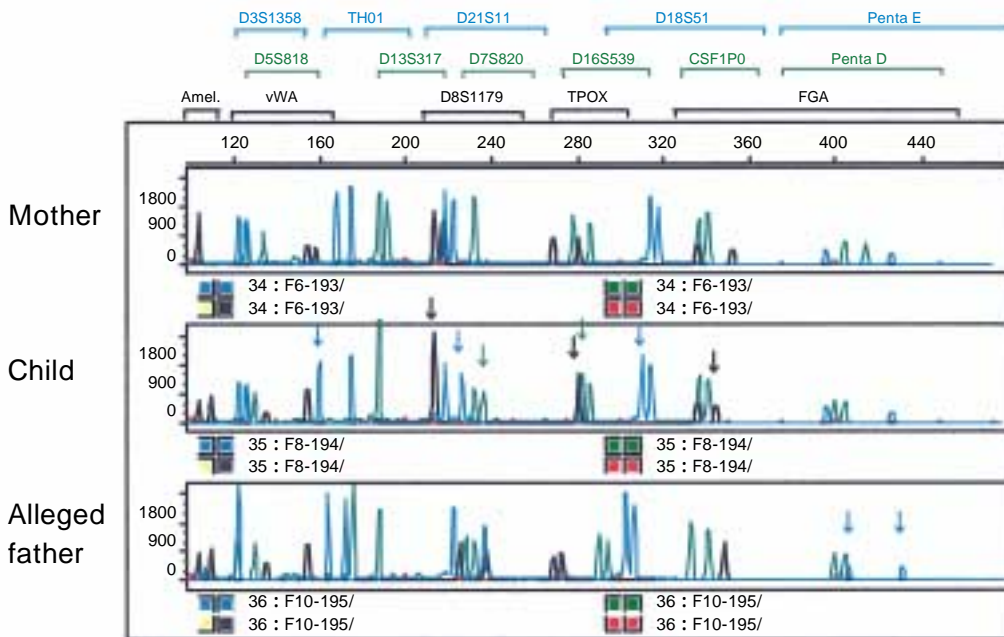 D3S1358 TH01 D21S11 D18S51 Penta E
D5S818 D13S317 D7S820 D16S539 CSF1P0 Penta D
Amel. vWA D8S1179 TPOX FGA
120 160 200 240 280 320 360 400 440
Mother
1800
900
0
34 : F6-193/ 34 : F6-193/
34 : F6-193/ 34 : F6-193/
Child
1800
900
0
35 : F8-194/ 35 : F8-194/
35 : F8-194/ 35 : F8-194/
Alleged
father
1800
900
0
36 : F10-195/ 36 : F10-195/
36 : F10-195/ 36 : F10-195/